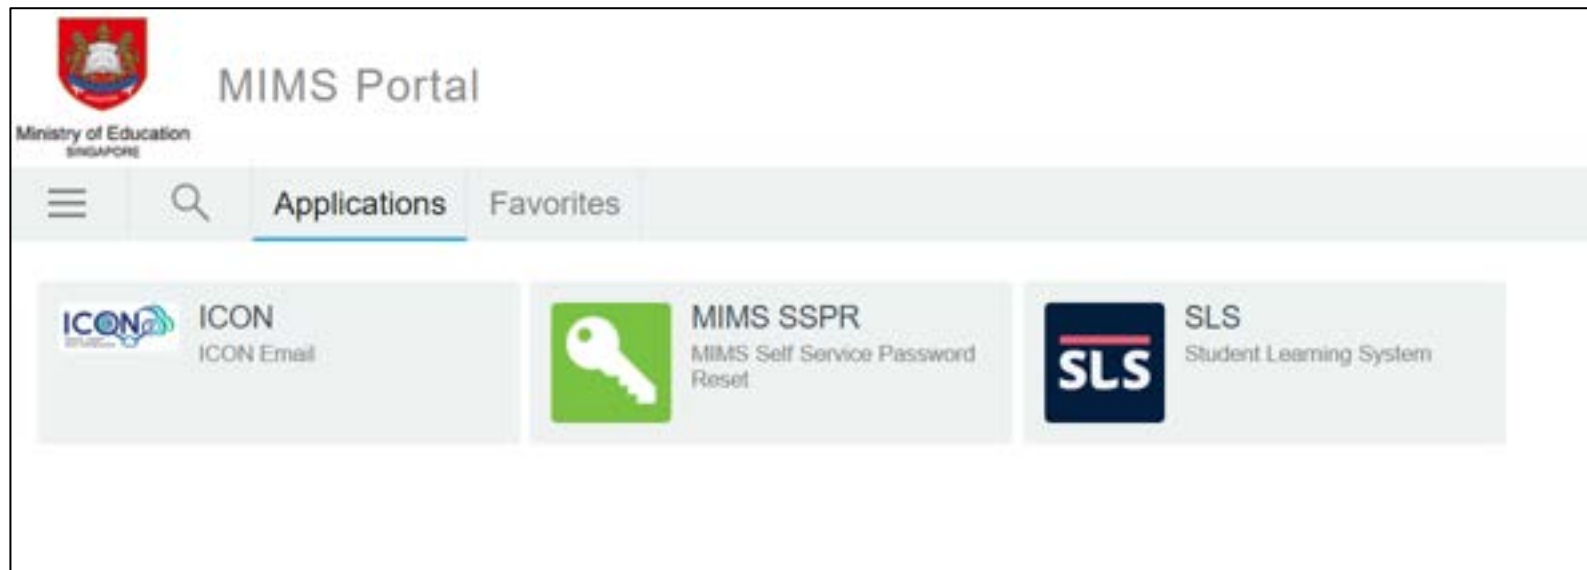 MIMS Portal
Ministry of Education
SINGAPORE
Applications Favorites
ICON
ICON
ICON Email
MIMS SSPR
MIMS Self Service Password
Reset
SLS
SLS
Student Learning System